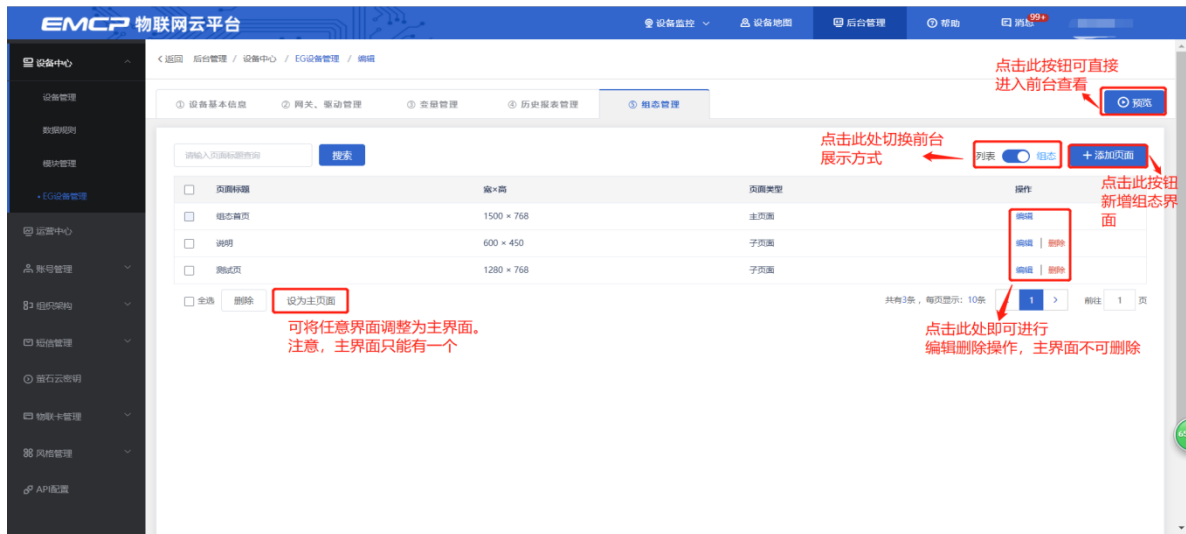 EMCP 物联网云平台
设备监控
设备地图
后台管理
帮助
消息
99+
设备中心
设备管理
数据规则
模块管理
• EG设备管理
运营中心
账号管理
组织架构
短信管理
萤石云密钥
物联卡管理
风格管理
API配置
返回 后台管理 / 设备中心 / EG设备管理 / 编辑
① 设备基本信息
② 网关、驱动管理
③ 变量管理
④ 历史报表管理
⑤ 组态管理
点击此按钮可直接
进入前台查看
预览
请输入页面标题查询
搜索
点击此处切换前台
展示方式
列表
组态
+ 添加页面
点击此按钮
新增组态界
面
页面标题 宽×高 页面类型 操作
组态首页 1500 × 768 主页面 编辑
说明 600 × 450 子页面 编辑 | 删除
测试页 1280 × 768 子页面 编辑 | 删除
全选 删除 设为主页面
共有3条，每页显示：10条 1 > 前往 1 页
可将任意界面调整为主界面。
注意，主界面只能有一个
点击此处即可进行
编辑删除操作，主界面不可删除